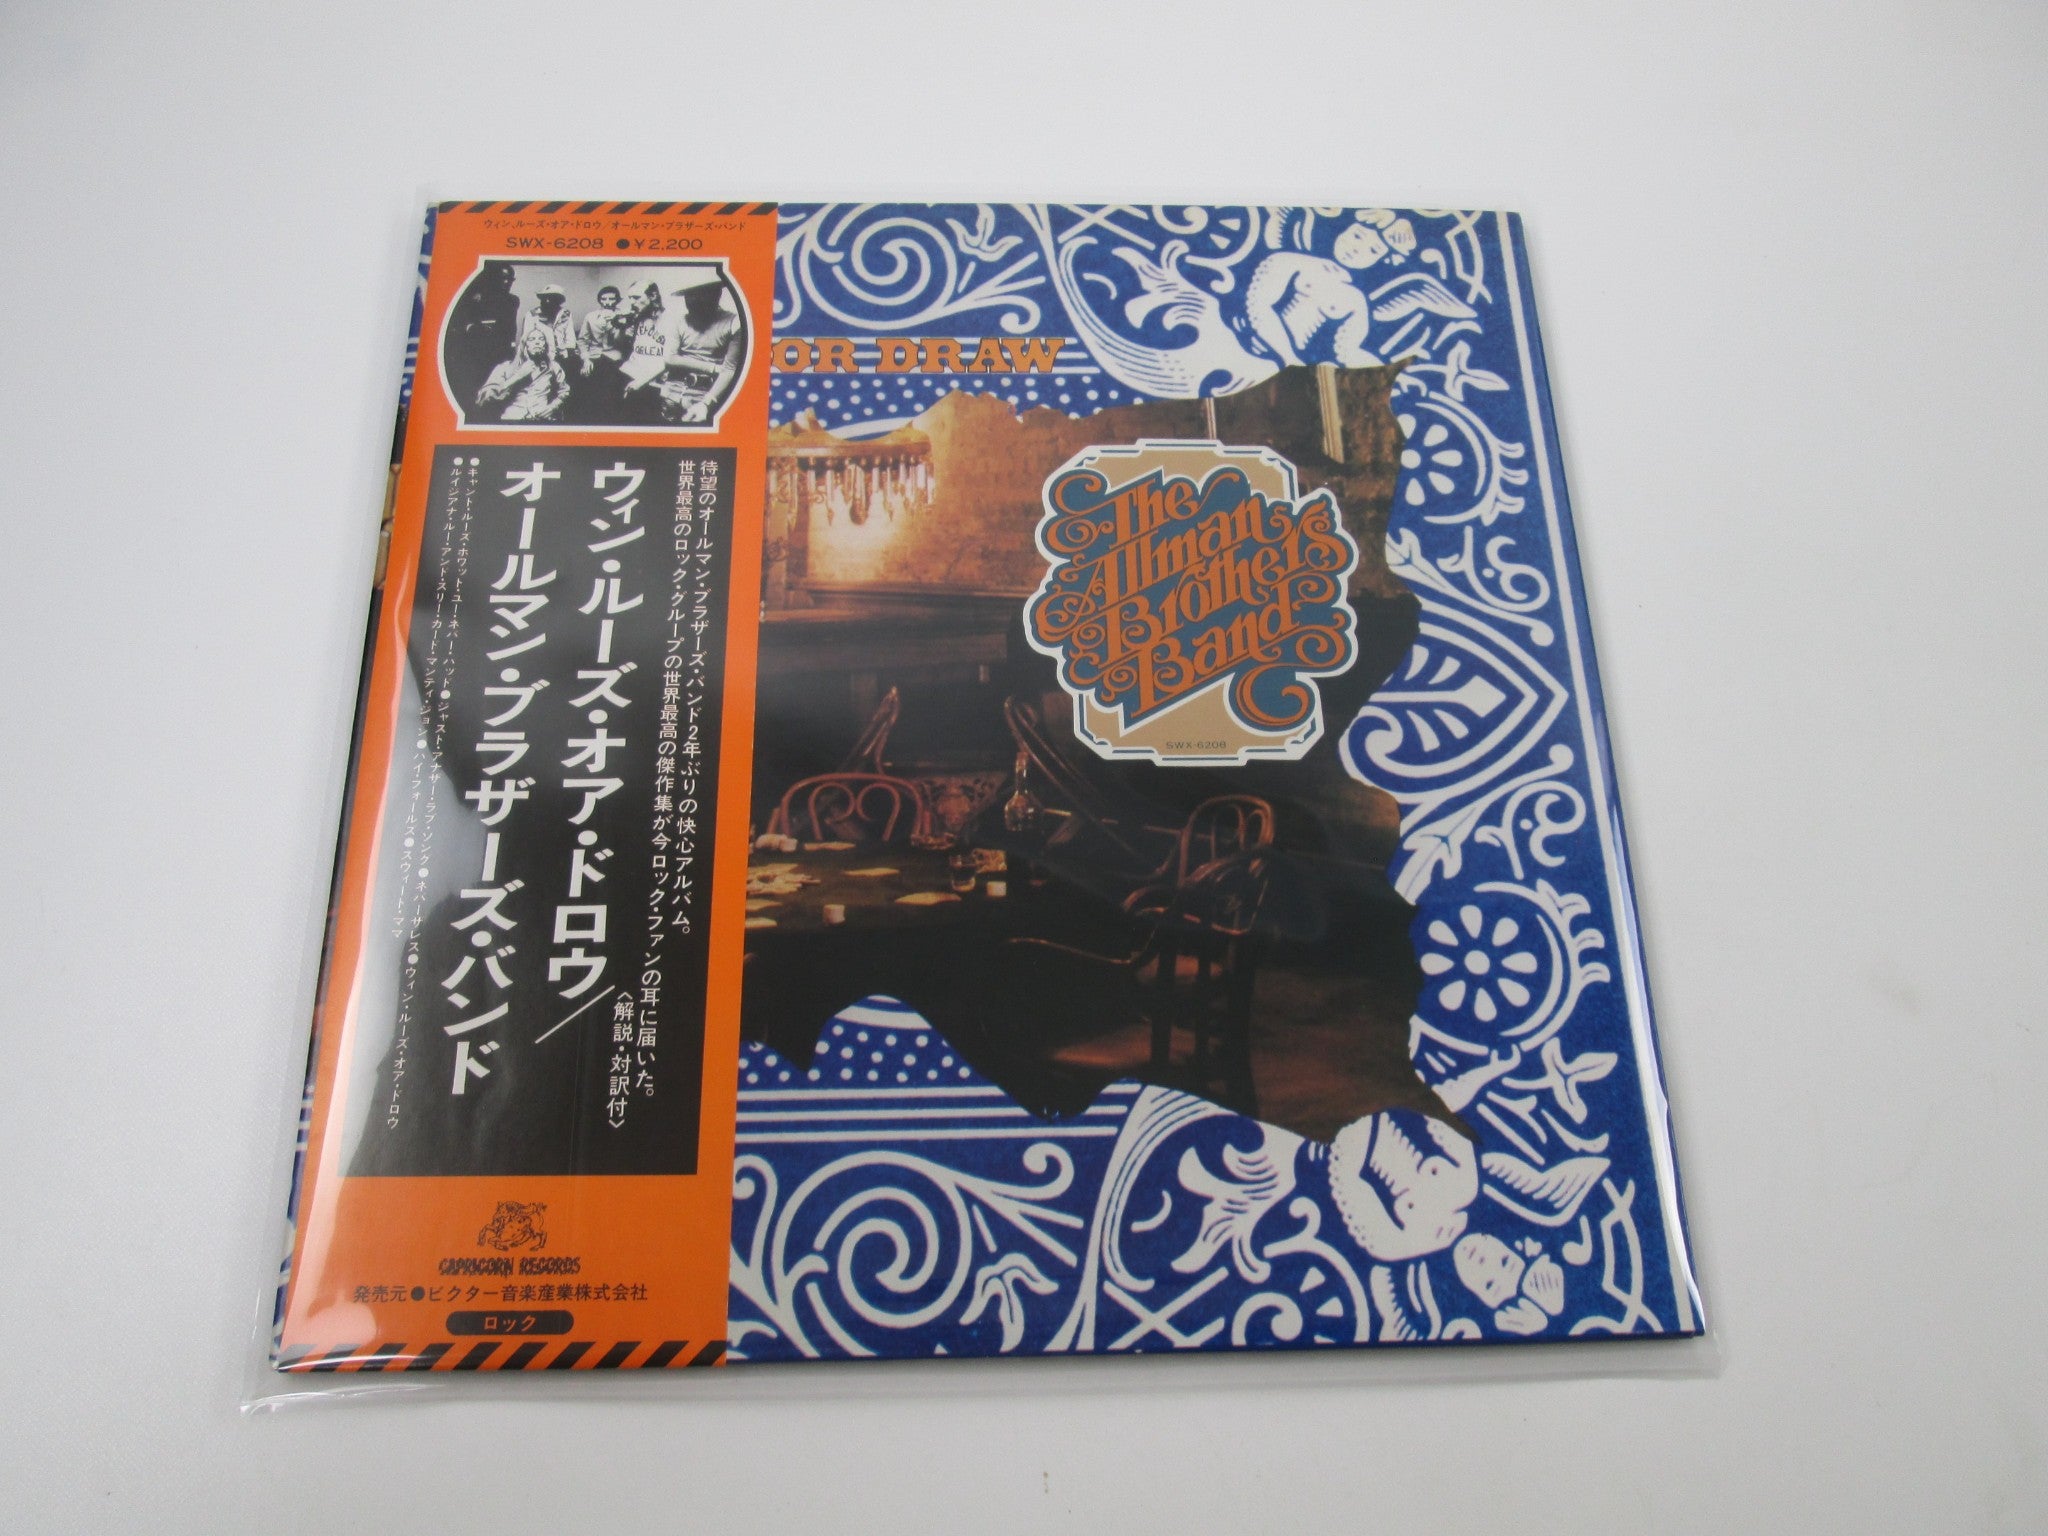 ウィン、ルーズ・オア・ドロウ/オールマン・ブラザーズ・バンド
SWX-6208 ●¥2,200
待望のオールマン・ブラザーズ・バンド2年ぶりの快心アルバム。
世界最高のロック・グループの世界最高の傑作集が今ロック・ファンの耳に届いた。
〈解説・対訳付〉
ウィン・ルーズ・オア・ドロウ/
オールマン・ブラザーズ・バンド
●キャント・ルーズ・ホワット・ユー・ネバー・ハッド●ジャスト・アナザー・ラブ・ソング●ネバーザレス●ウィン・ルーズ・オア・ドロウ
●ルイジアナ・ルー・アンド・スリー・カード・マンティ・ジョン●ハイ・フォールズ●スウィート・ママ
CAPRICORN RECORDS
発売元●ビクター音楽産業株式会社
ロック
OR DRAW
The
Allman
Brothers
Band
SWX-6208